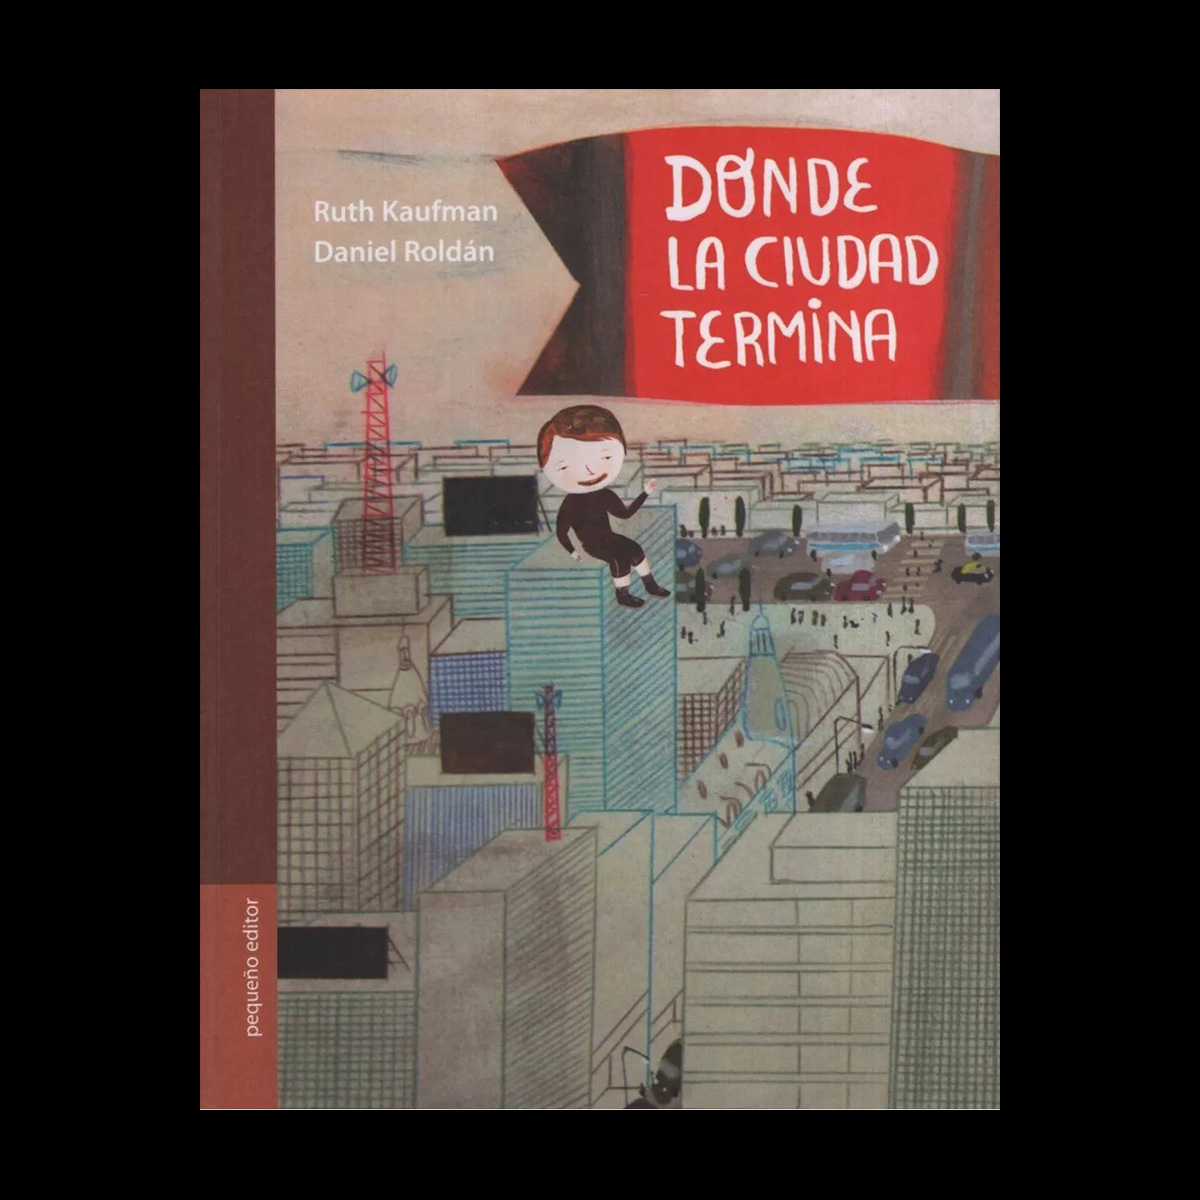 Ruth Kaufman
Daniel Roldán
DONDE
LA CIUDAD
TERMINA
pequeño editor